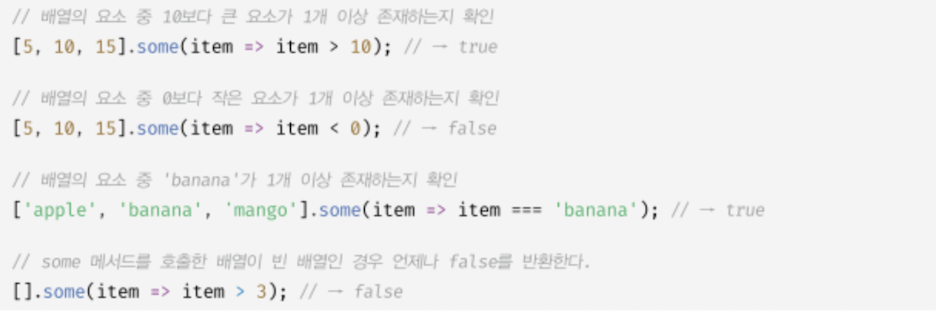 // 배열의 요소 중 10보다 큰 요소가 1개 이상 존재하는지 확인
[5, 10, 15].some(item => item > 10); // → true
// 배열의 요소 중 0보다 작은 요소가 1개 이상 존재하는지 확인
[5, 10, 15].some(item => item < 0); // → false
// 배열의 요소 중 'banana'가 1개 이상 존재하는지 확인
['apple', 'banana', 'mango'].some(item => item === 'banana'); // → true
// some 메서드를 호출한 배열이 빈 배열인 경우 언제나 false를 반환한다.
[].some(item => item > 3); // → false